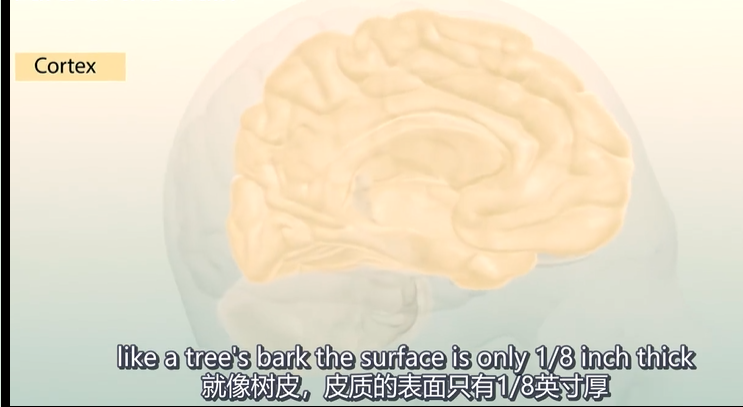 Cortex
like a tree's bark the surface is only 1/8 inch thick
就像树皮，皮质的表面只有1/8英寸厚